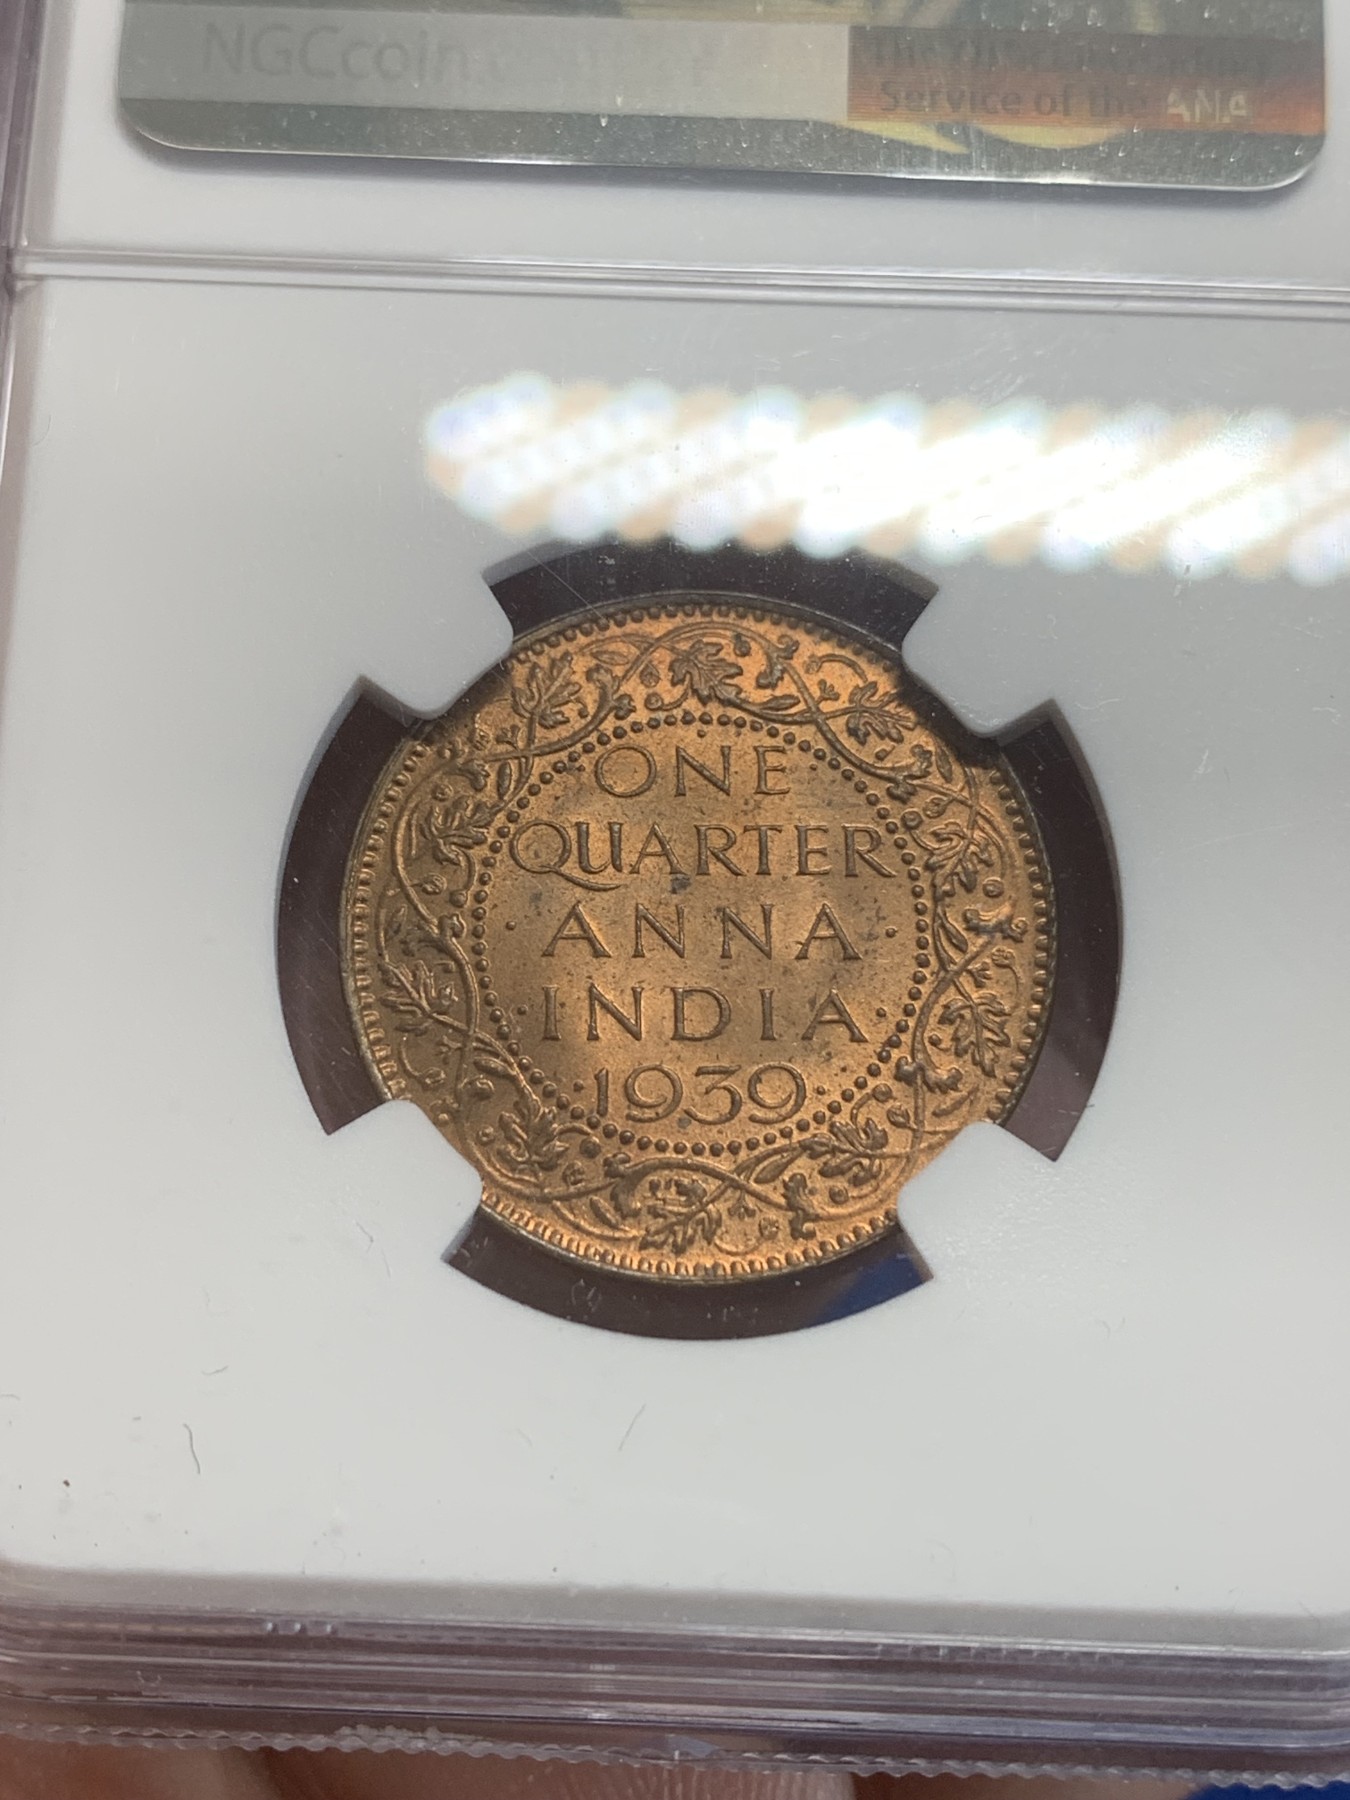 NGCcoin.
Service of the ANA
ONE
QUARTER
ANNA
INDIA
1939